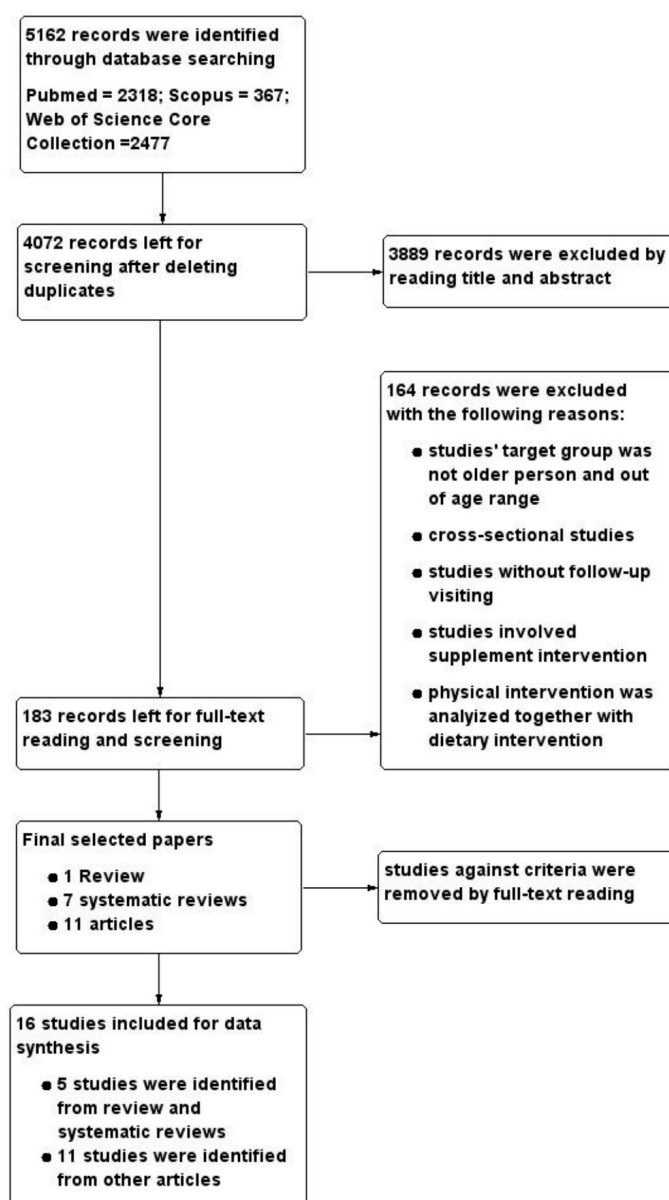 5162 records were identified
through database searching
Pubmed = 2318; Scopus = 367;
Web of Science Core
Collection =2477
4072 records left for
screening after deleting
duplicates
3889 records were excluded by
reading title and abstract
164 records were excluded
with the following reasons:
● studies' target group was
not older person and out
of age range
● cross-sectional studies
● studies without follow-up
visiting
● studies involved
supplement intervention
● physical intervention was
analyized together with
dietary intervention
183 records left for full-text
reading and screening
Final selected papers
● 1 Review
● 7 systematic reviews
● 11 articles
studies against criteria were
removed by full-text reading
16 studies included for data
synthesis
● 5 studies were identified
from review and
systematic reviews
● 11 studies were identified
from other articles